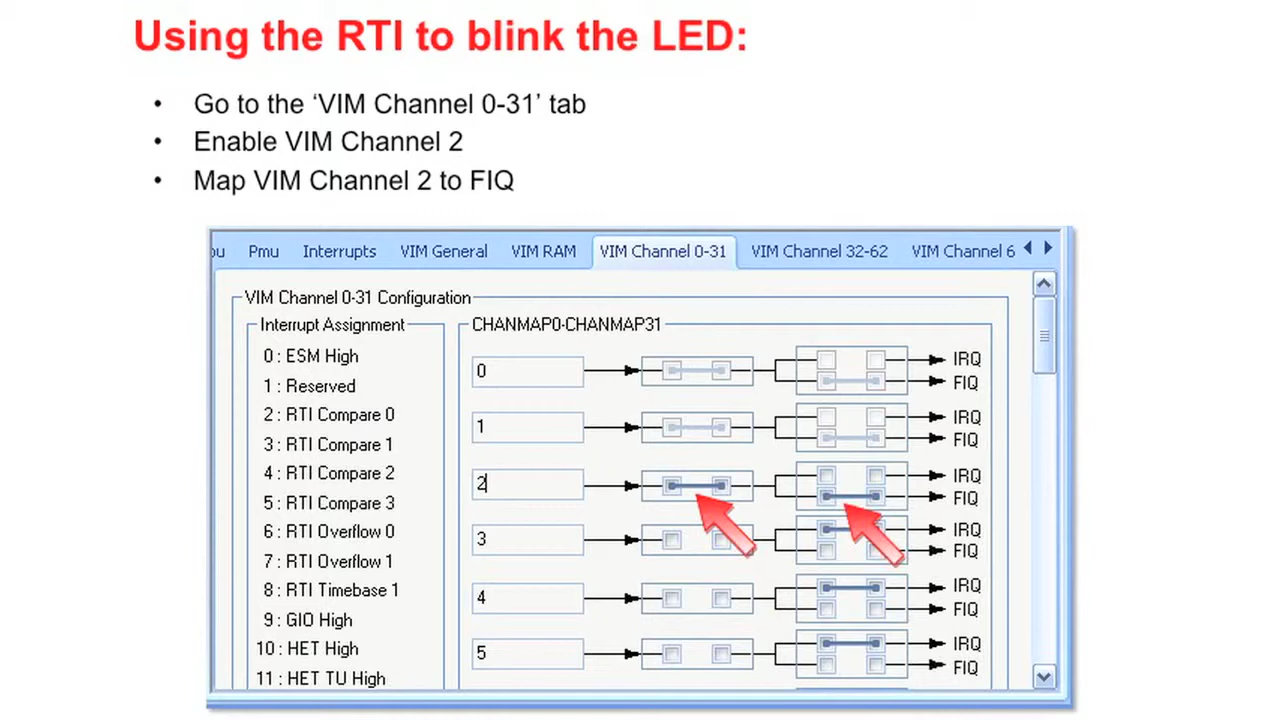 Using the RTI to blink the LED:
• Go to the ‘VIM Channel 0-31’ tab
• Enable VIM Channel 2
• Map VIM Channel 2 to FIQ
Pmu Interrupts VIM General VIM RAM VIM Channel 0-31 VIM Channel 32-62 VIM Channel 6
VIM Channel 0-31 Configuration
Interrupt Assignment
0 : ESM High
1 : Reserved
2 : RTI Compare 0
3 : RTI Compare 1
4 : RTI Compare 2
5 : RTI Compare 3
6 : RTI Overflow 0
7 : RTI Overflow 1
8 : RTI Timebase 1
9 : GIO High
10 : HET High
11 : HET TU High
CHANMAP0-CHANMAP31
0 IRQ
FIQ
1 IRQ
FIQ
2 IRQ
FIQ
3 IRQ
FIQ
4 IRQ
FIQ
5 IRQ
FIQ